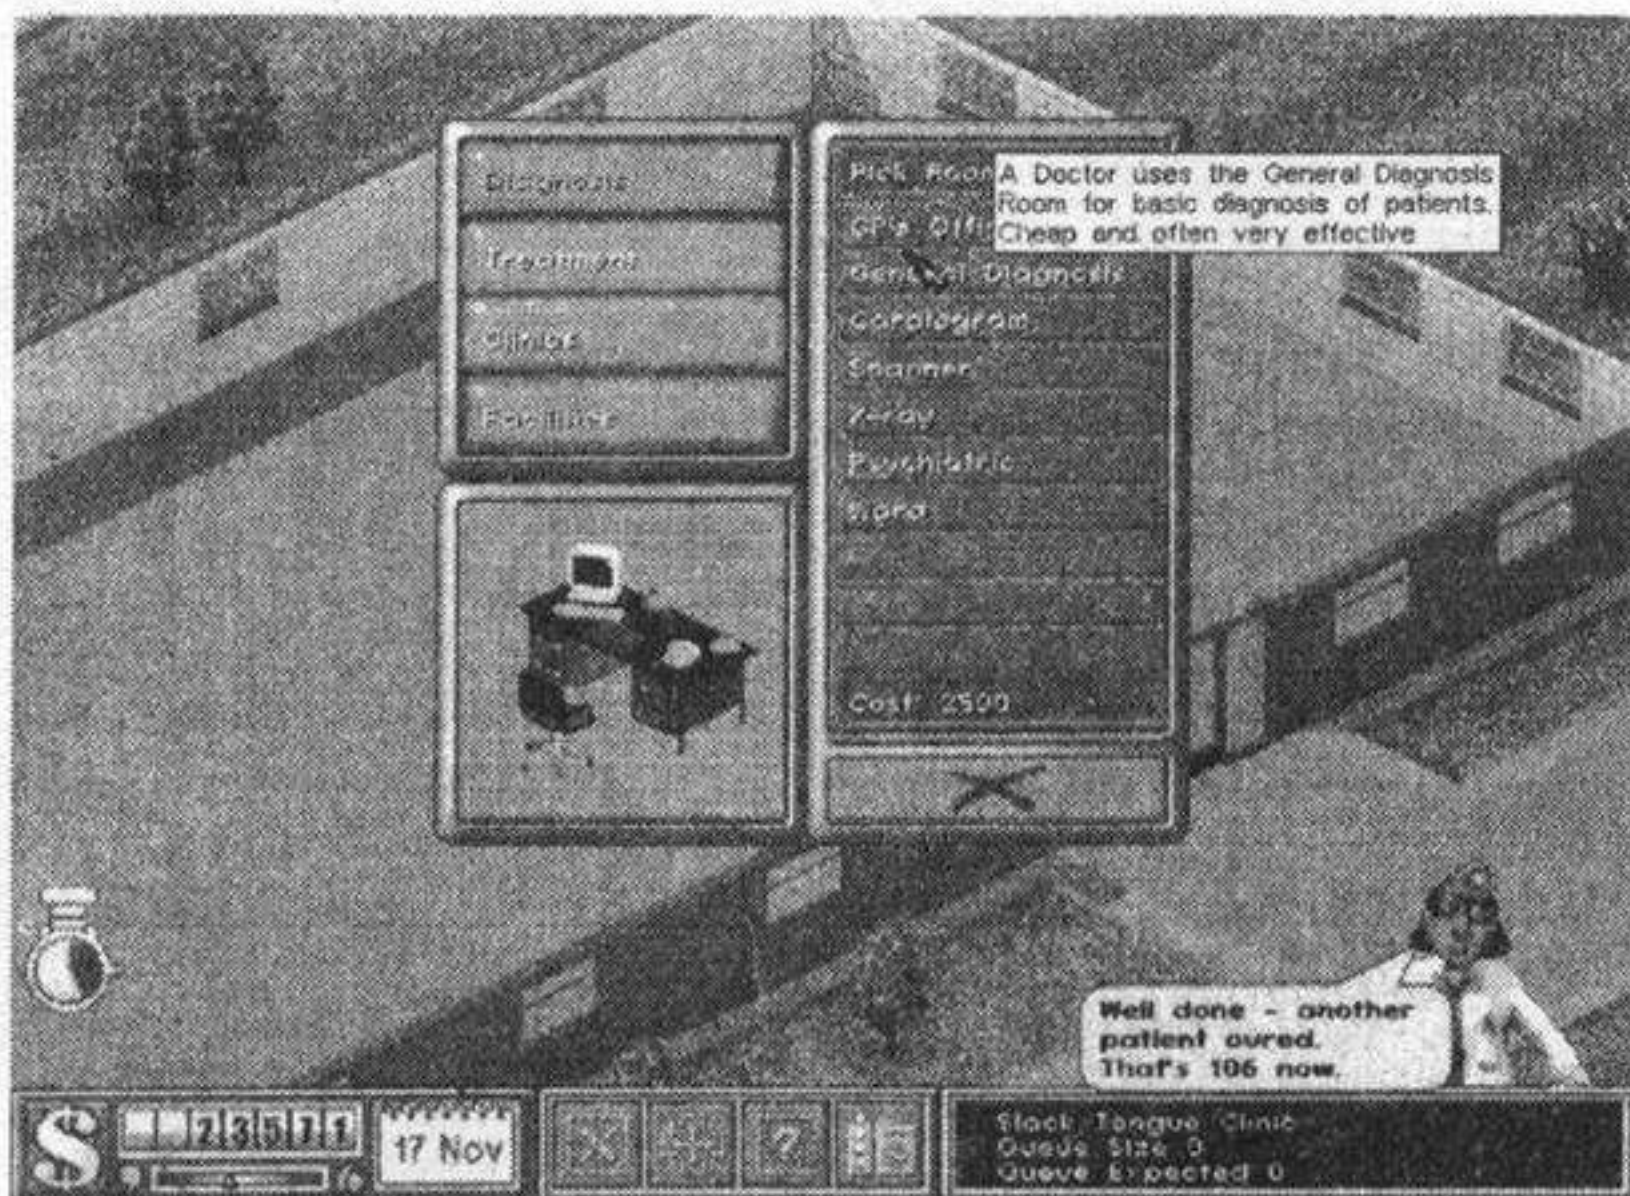 Diagnosis
Treatment
Clinics
Facilities
Pick Room
GP's Offi
General Diagnosis
Cardiogram
Scanner
X-ray
Psychiatric
Ward
Cost 2500
A Doctor uses the General Diagnosis
Room for basic diagnosis of patients.
Cheap and often very effective
Well done - another
patient cured.
That's 106 now.
$
17 Nov
?
Slack Tongue Clinic
Queue Size 0
Queue Expected 0